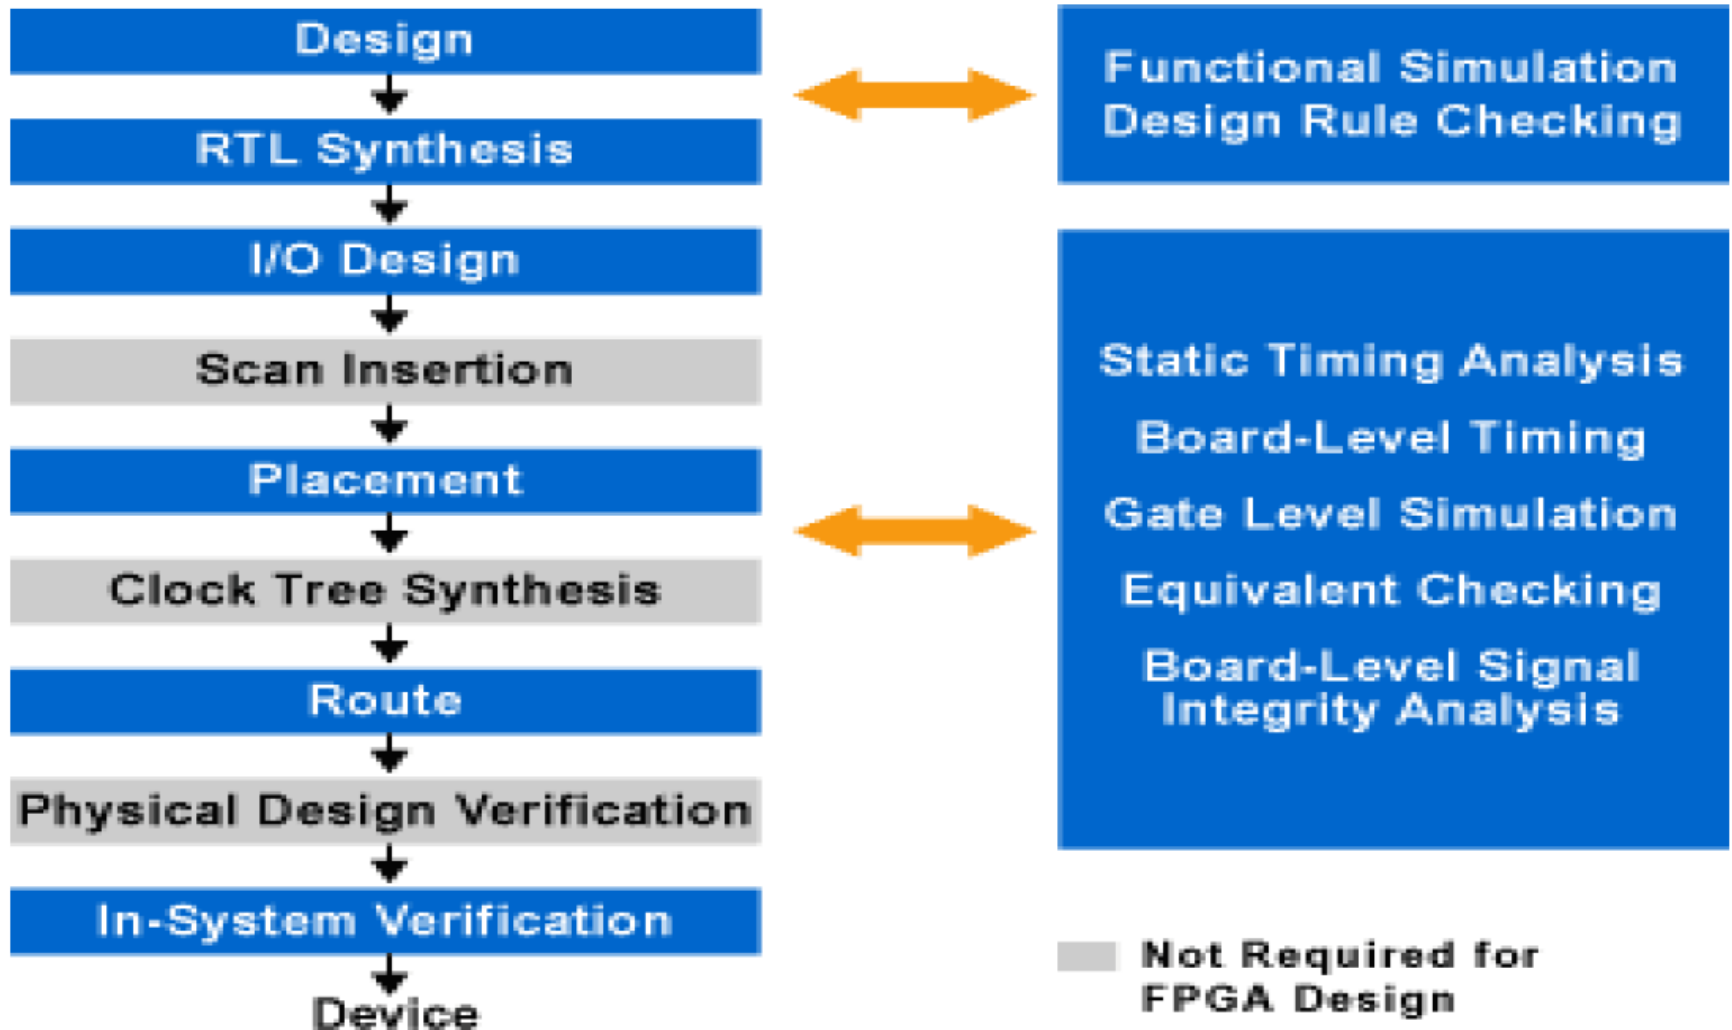 Design
RTL Synthesis
I/O Design
Scan Insertion
Placement
Clock Tree Synthesis
Route
Physical Design Verification
In-System Verification
Device
Functional Simulation
Design Rule Checking
Static Timing Analysis
Board-Level Timing
Gate Level Simulation
Equivalent Checking
Board-Level Signal
Integrity Analysis
Not Required for
FPGA Design